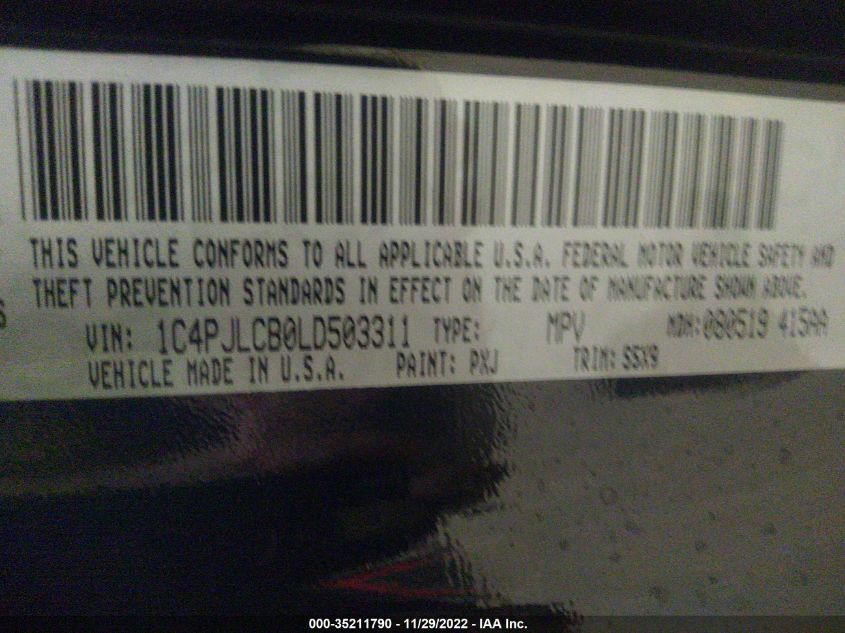 THIS VEHICLE CONFORMS TO ALL APPLICABLE U.S.A. FEDERAL MOTOR VEHICLE SAFETY AND
THEFT PREVENTION STANDARDS IN EFFECT ON THE DATE OF MANUFACTURE SHOWN ABOVE.
VIN: 1C4PJLCB0LD503311 TYPE: MPV MDH:080519 415AA
VEHICLE MADE IN U.S.A. PAINT: PXJ TRIM: S5X9
000-35211790 - 11/29/2022 - IAA Inc.